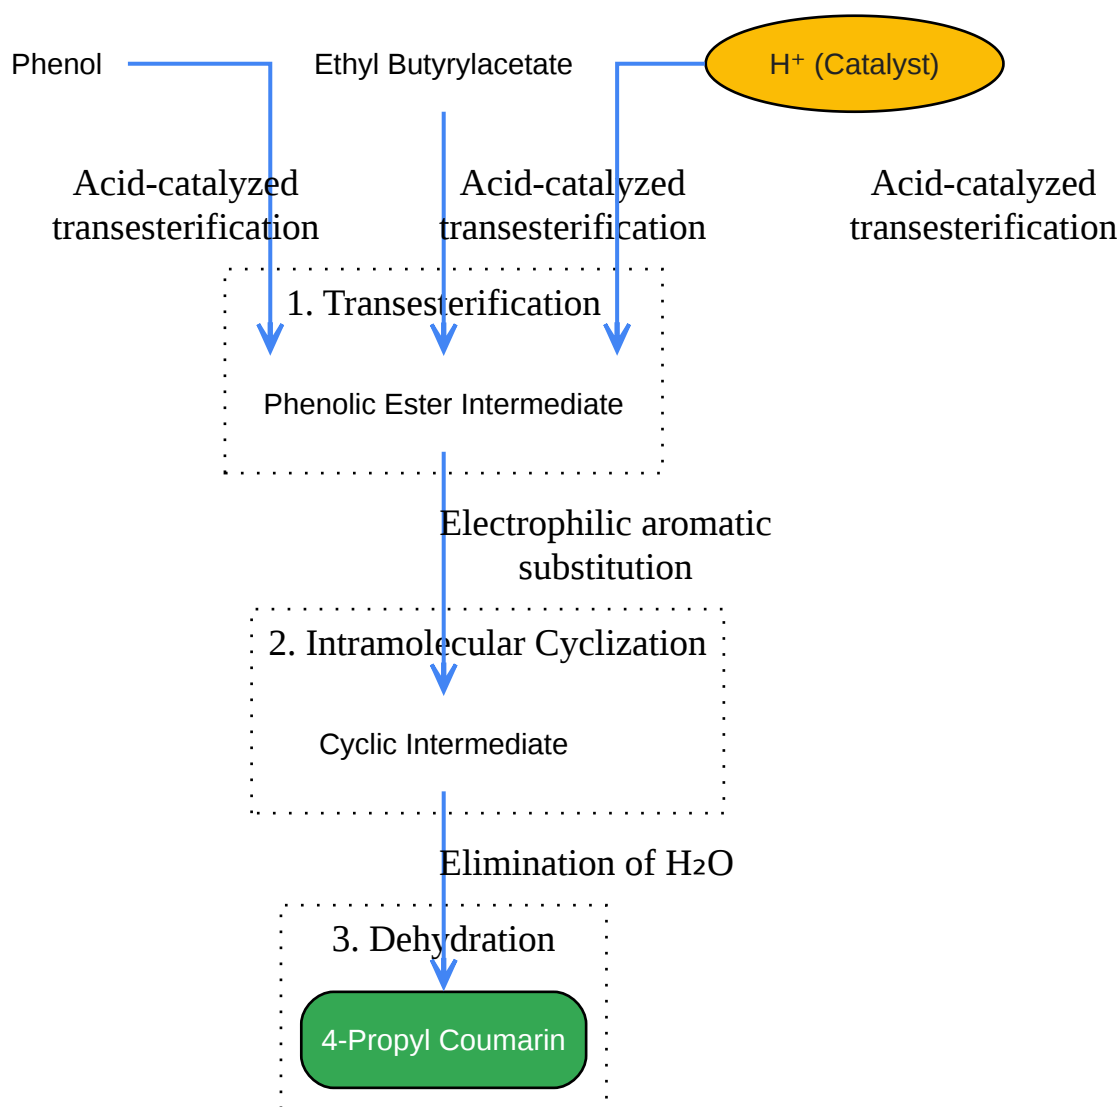 Phenol
Ethyl Butyrylacetate
H⁺ (Catalyst)
Acid-catalyzed
transesterification
Acid-catalyzed
transesterification
Acid-catalyzed
transesterification
1. Transesterification
Phenolic Ester Intermediate
Electrophilic aromatic
substitution
2. Intramolecular Cyclization
Cyclic Intermediate
Elimination of H₂O
3. Dehydration
4-Propyl Coumarin